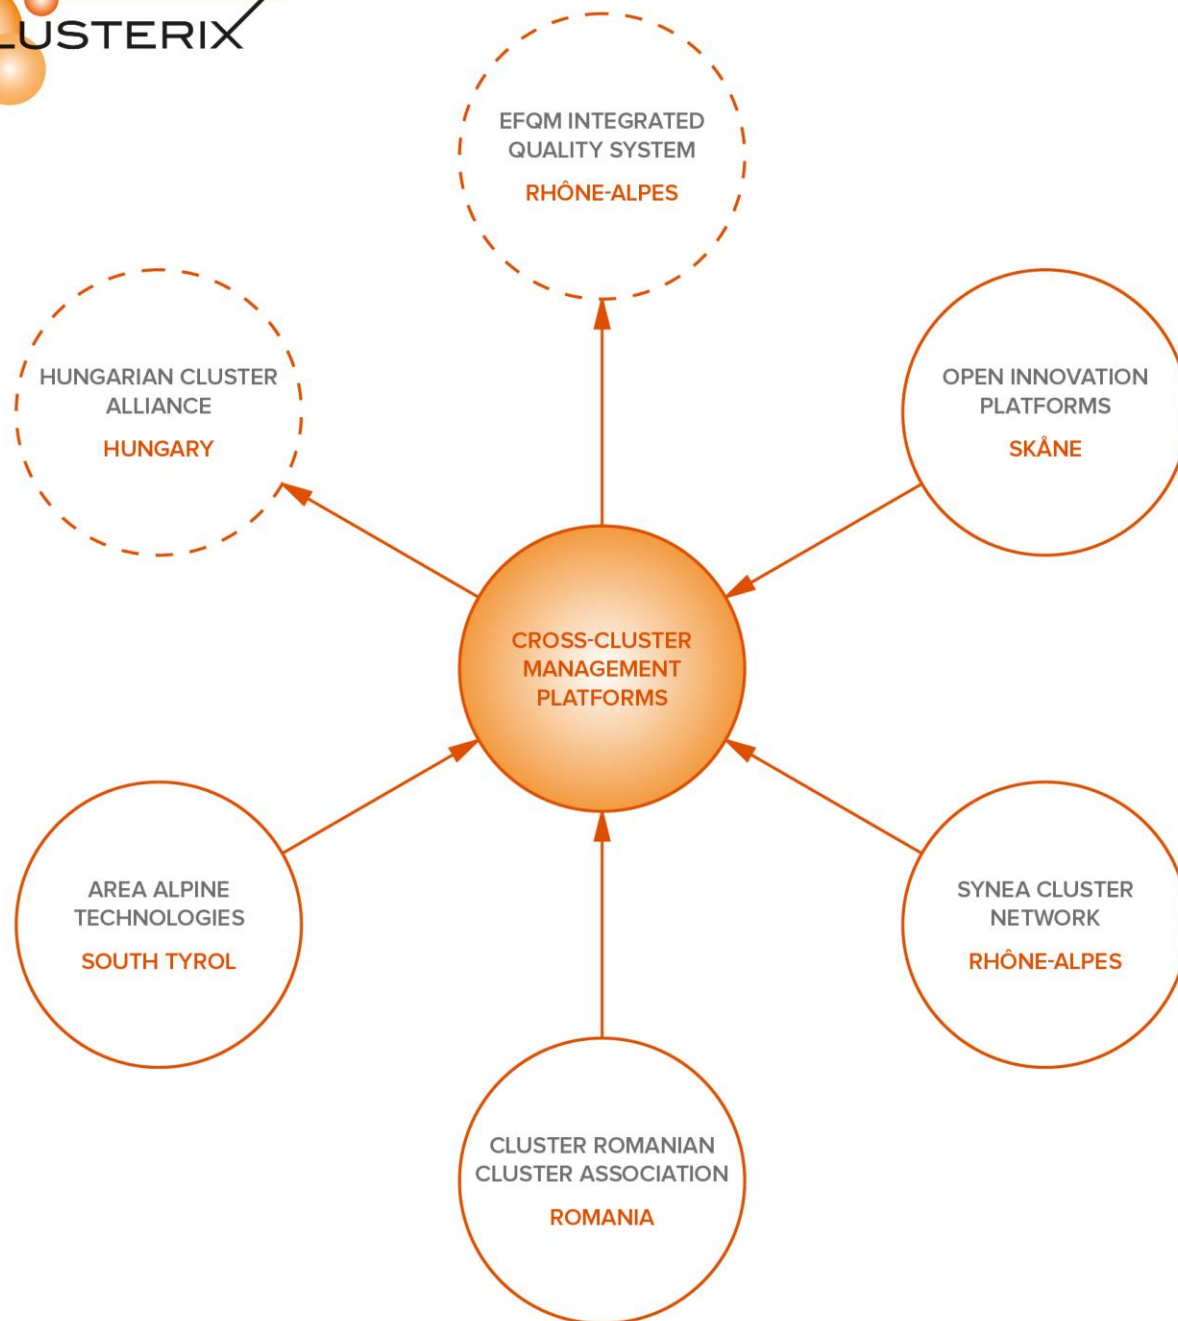 LUSTERIX
EFQM INTEGRATED
QUALITY SYSTEM
RHÔNE-ALPES
HUNGARIAN CLUSTER
ALLIANCE
HUNGARY
OPEN INNOVATION
PLATFORMS
SKÅNE
CROSS-CLUSTER
MANAGEMENT
PLATFORMS
AREA ALPINE
TECHNOLOGIES
SOUTH TYROL
SYNEA CLUSTER
NETWORK
RHÔNE-ALPES
CLUSTER ROMANIAN
CLUSTER ASSOCIATION
ROMANIA